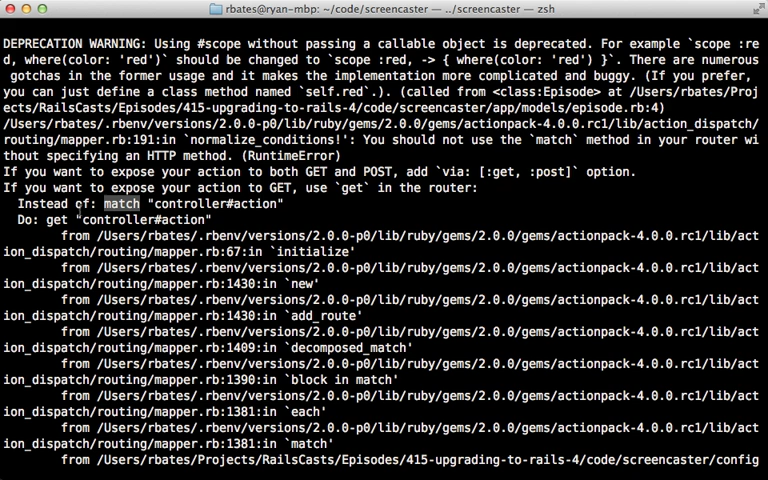 rbates@ryan-mbp: ~/code/screencaster — ../screencaster — zsh
DEPRECATION WARNING: Using #scope without passing a callable object is deprecated. For example `scope :re
d, where(color: 'red')` should be changed to `scope :red, -> { where(color: 'red') }`. There are numerous
gotchas in the former usage and it makes the implementation more complicated and buggy. (If you prefer,
you can just define a class method named `self.red`.). (called from <class:Episode> at /Users/rbates/Proj
ects/RailsCasts/Episodes/415-upgrading-to-rails-4/code/screencaster/app/models/episode.rb:4)
/Users/rbates/.rbenv/versions/2.0.0-p0/lib/ruby/gems/2.0.0/gems/actionpack-4.0.0.rc1/lib/action_dispatch/
routing/mapper.rb:191:in `normalize_conditions!': You should not use the `match` method in your router wi
thout specifying an HTTP method. (RuntimeError)
If you want to expose your action to both GET and POST, add `via: [:get, :post]` option.
If you want to expose your action to GET, use `get` in the router:
Instead of: match "controller#action"
Do: get "controller#action"
from /Users/rbates/.rbenv/versions/2.0.0-p0/lib/ruby/gems/2.0.0/gems/actionpack-4.0.0.rc1/lib/act
ion_dispatch/routing/mapper.rb:67:in `initialize'
from /Users/rbates/.rbenv/versions/2.0.0-p0/lib/ruby/gems/2.0.0/gems/actionpack-4.0.0.rc1/lib/act
ion_dispatch/routing/mapper.rb:1430:in `new'
from /Users/rbates/.rbenv/versions/2.0.0-p0/lib/ruby/gems/2.0.0/gems/actionpack-4.0.0.rc1/lib/act
ion_dispatch/routing/mapper.rb:1430:in `add_route'
from /Users/rbates/.rbenv/versions/2.0.0-p0/lib/ruby/gems/2.0.0/gems/actionpack-4.0.0.rc1/lib/act
ion_dispatch/routing/mapper.rb:1409:in `decomposed_match'
from /Users/rbates/.rbenv/versions/2.0.0-p0/lib/ruby/gems/2.0.0/gems/actionpack-4.0.0.rc1/lib/act
ion_dispatch/routing/mapper.rb:1390:in `block in match'
from /Users/rbates/.rbenv/versions/2.0.0-p0/lib/ruby/gems/2.0.0/gems/actionpack-4.0.0.rc1/lib/act
ion_dispatch/routing/mapper.rb:1381:in `each'
from /Users/rbates/.rbenv/versions/2.0.0-p0/lib/ruby/gems/2.0.0/gems/actionpack-4.0.0.rc1/lib/act
ion_dispatch/routing/mapper.rb:1381:in `match'
from /Users/rbates/Projects/RailsCasts/Episodes/415-upgrading-to-rails-4/code/screencaster/config